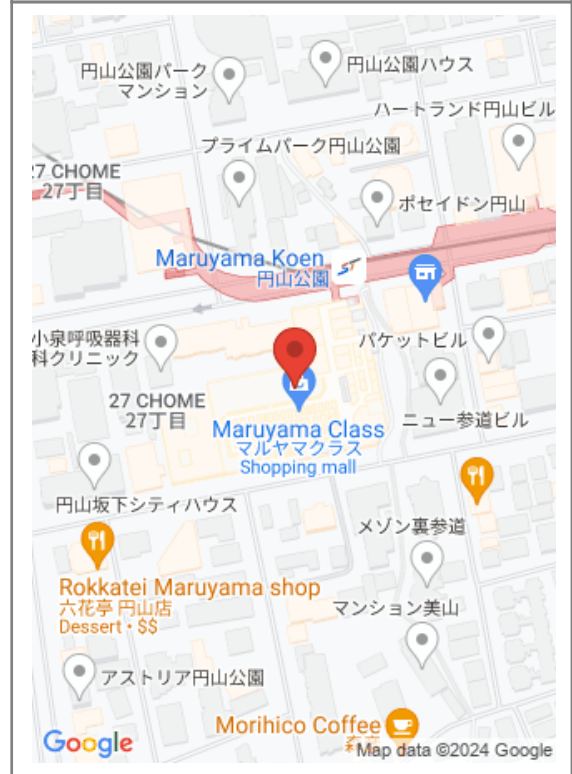 円山公園パーク
マンション
円山公園ハウス
ハートランド円山ビル
プライムパーク円山公園
27 CHOME
27丁目
ポセイドン円山
Maruyama Koen
円山公園
小泉呼吸器科
科クリニック
パケットビル
27 CHOME
27丁目
Maruyama Class
マルヤマクラス
Shopping mall
ニュー参道ビル
円山坂下シティハウス
メゾン裏参道
Rokkatei Maruyama shop
六花亭 円山店
Dessert • $$
マンション美山
アストリア円山公園
Morihico Coffee
Google
Map data ©2024 Google